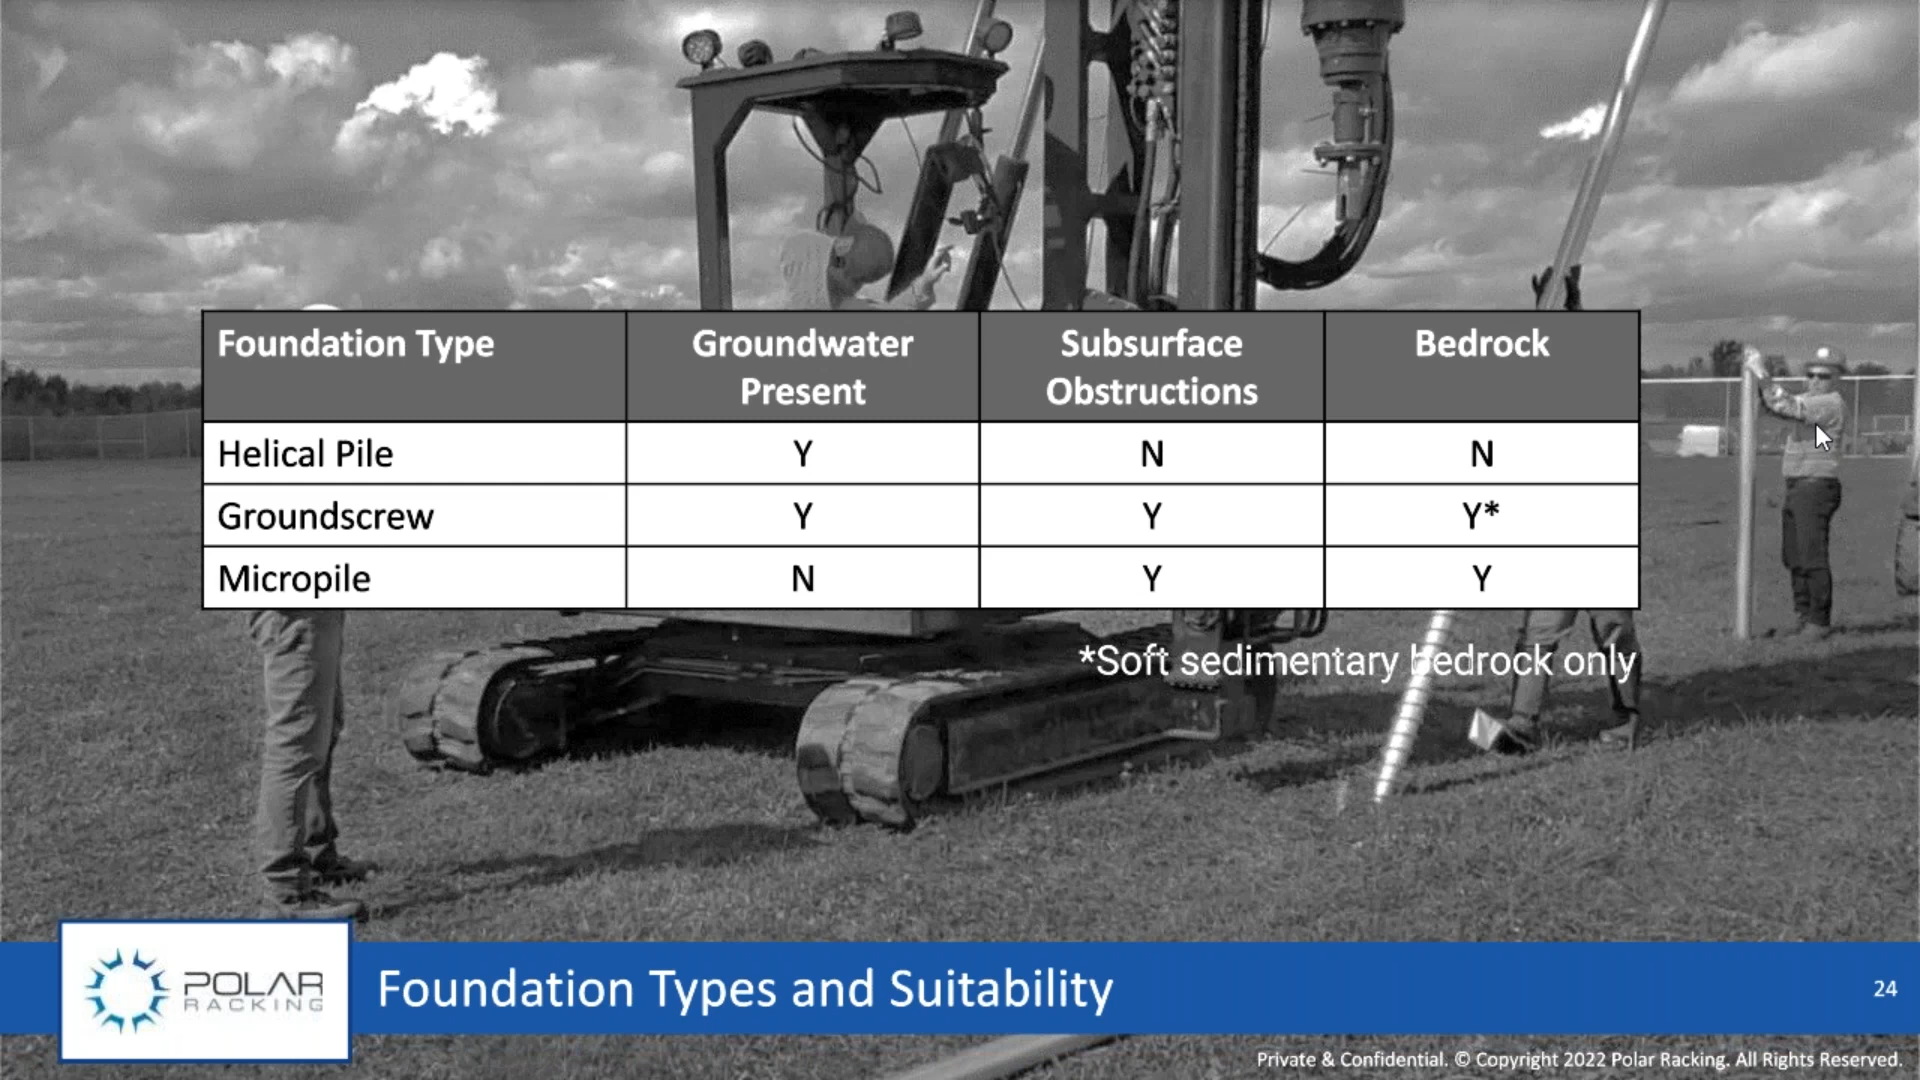 Foundation Type Groundwater Present Subsurface Obstructions Bedrock
Helical Pile Y N N
Groundscrew Y Y Y*
Micropile N Y Y
*Soft sedimentary bedrock only
POLAR
RACKING
Foundation Types and Suitability
24
Private & Confidential. © Copyright 2022 Polar Racking. All Rights Reserved.